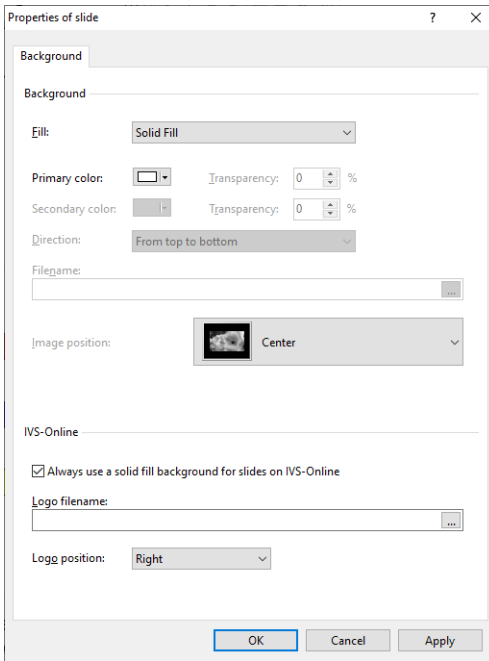 Properties of slide ?
Background
Background
Fill: Solid Fill
Primary color: Transparency: 0 %
Secondary color: Transparency: 0 %
Direction: From top to bottom
Filename:
...
Image position: Center
IVS-Online
Always use a solid fill background for slides on IVS-Online
Logo filename:
...
Logo position: Right
OK Cancel Apply